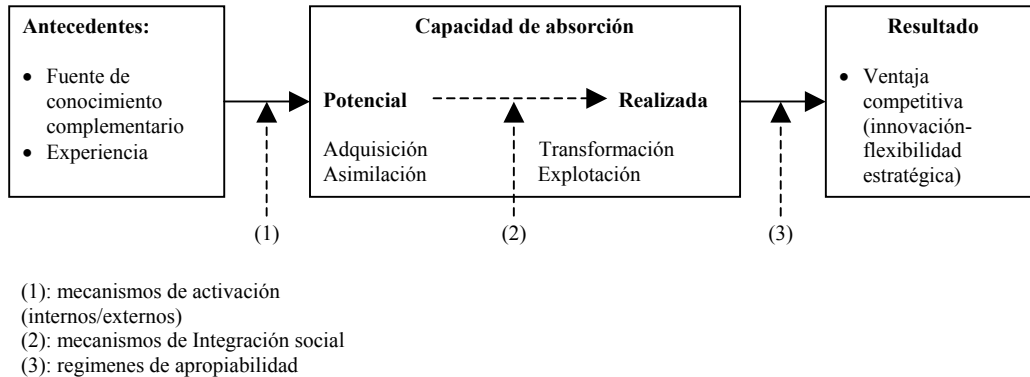 Antecedentes:
• Fuente de
conocimiento
complementario
• Experiencia
Capacidad de absorción
Potencial
Realizada
Adquisición
Asimilación
Transformación
Explotación
Resultado
• Ventaja
competitiva
(innovación-
flexibilidad
estratégica)
(1)
(2)
(3)
(1): mecanismos de activación
(internos/externos)
(2): mecanismos de Integración social
(3): regimenes de apropiabilidad